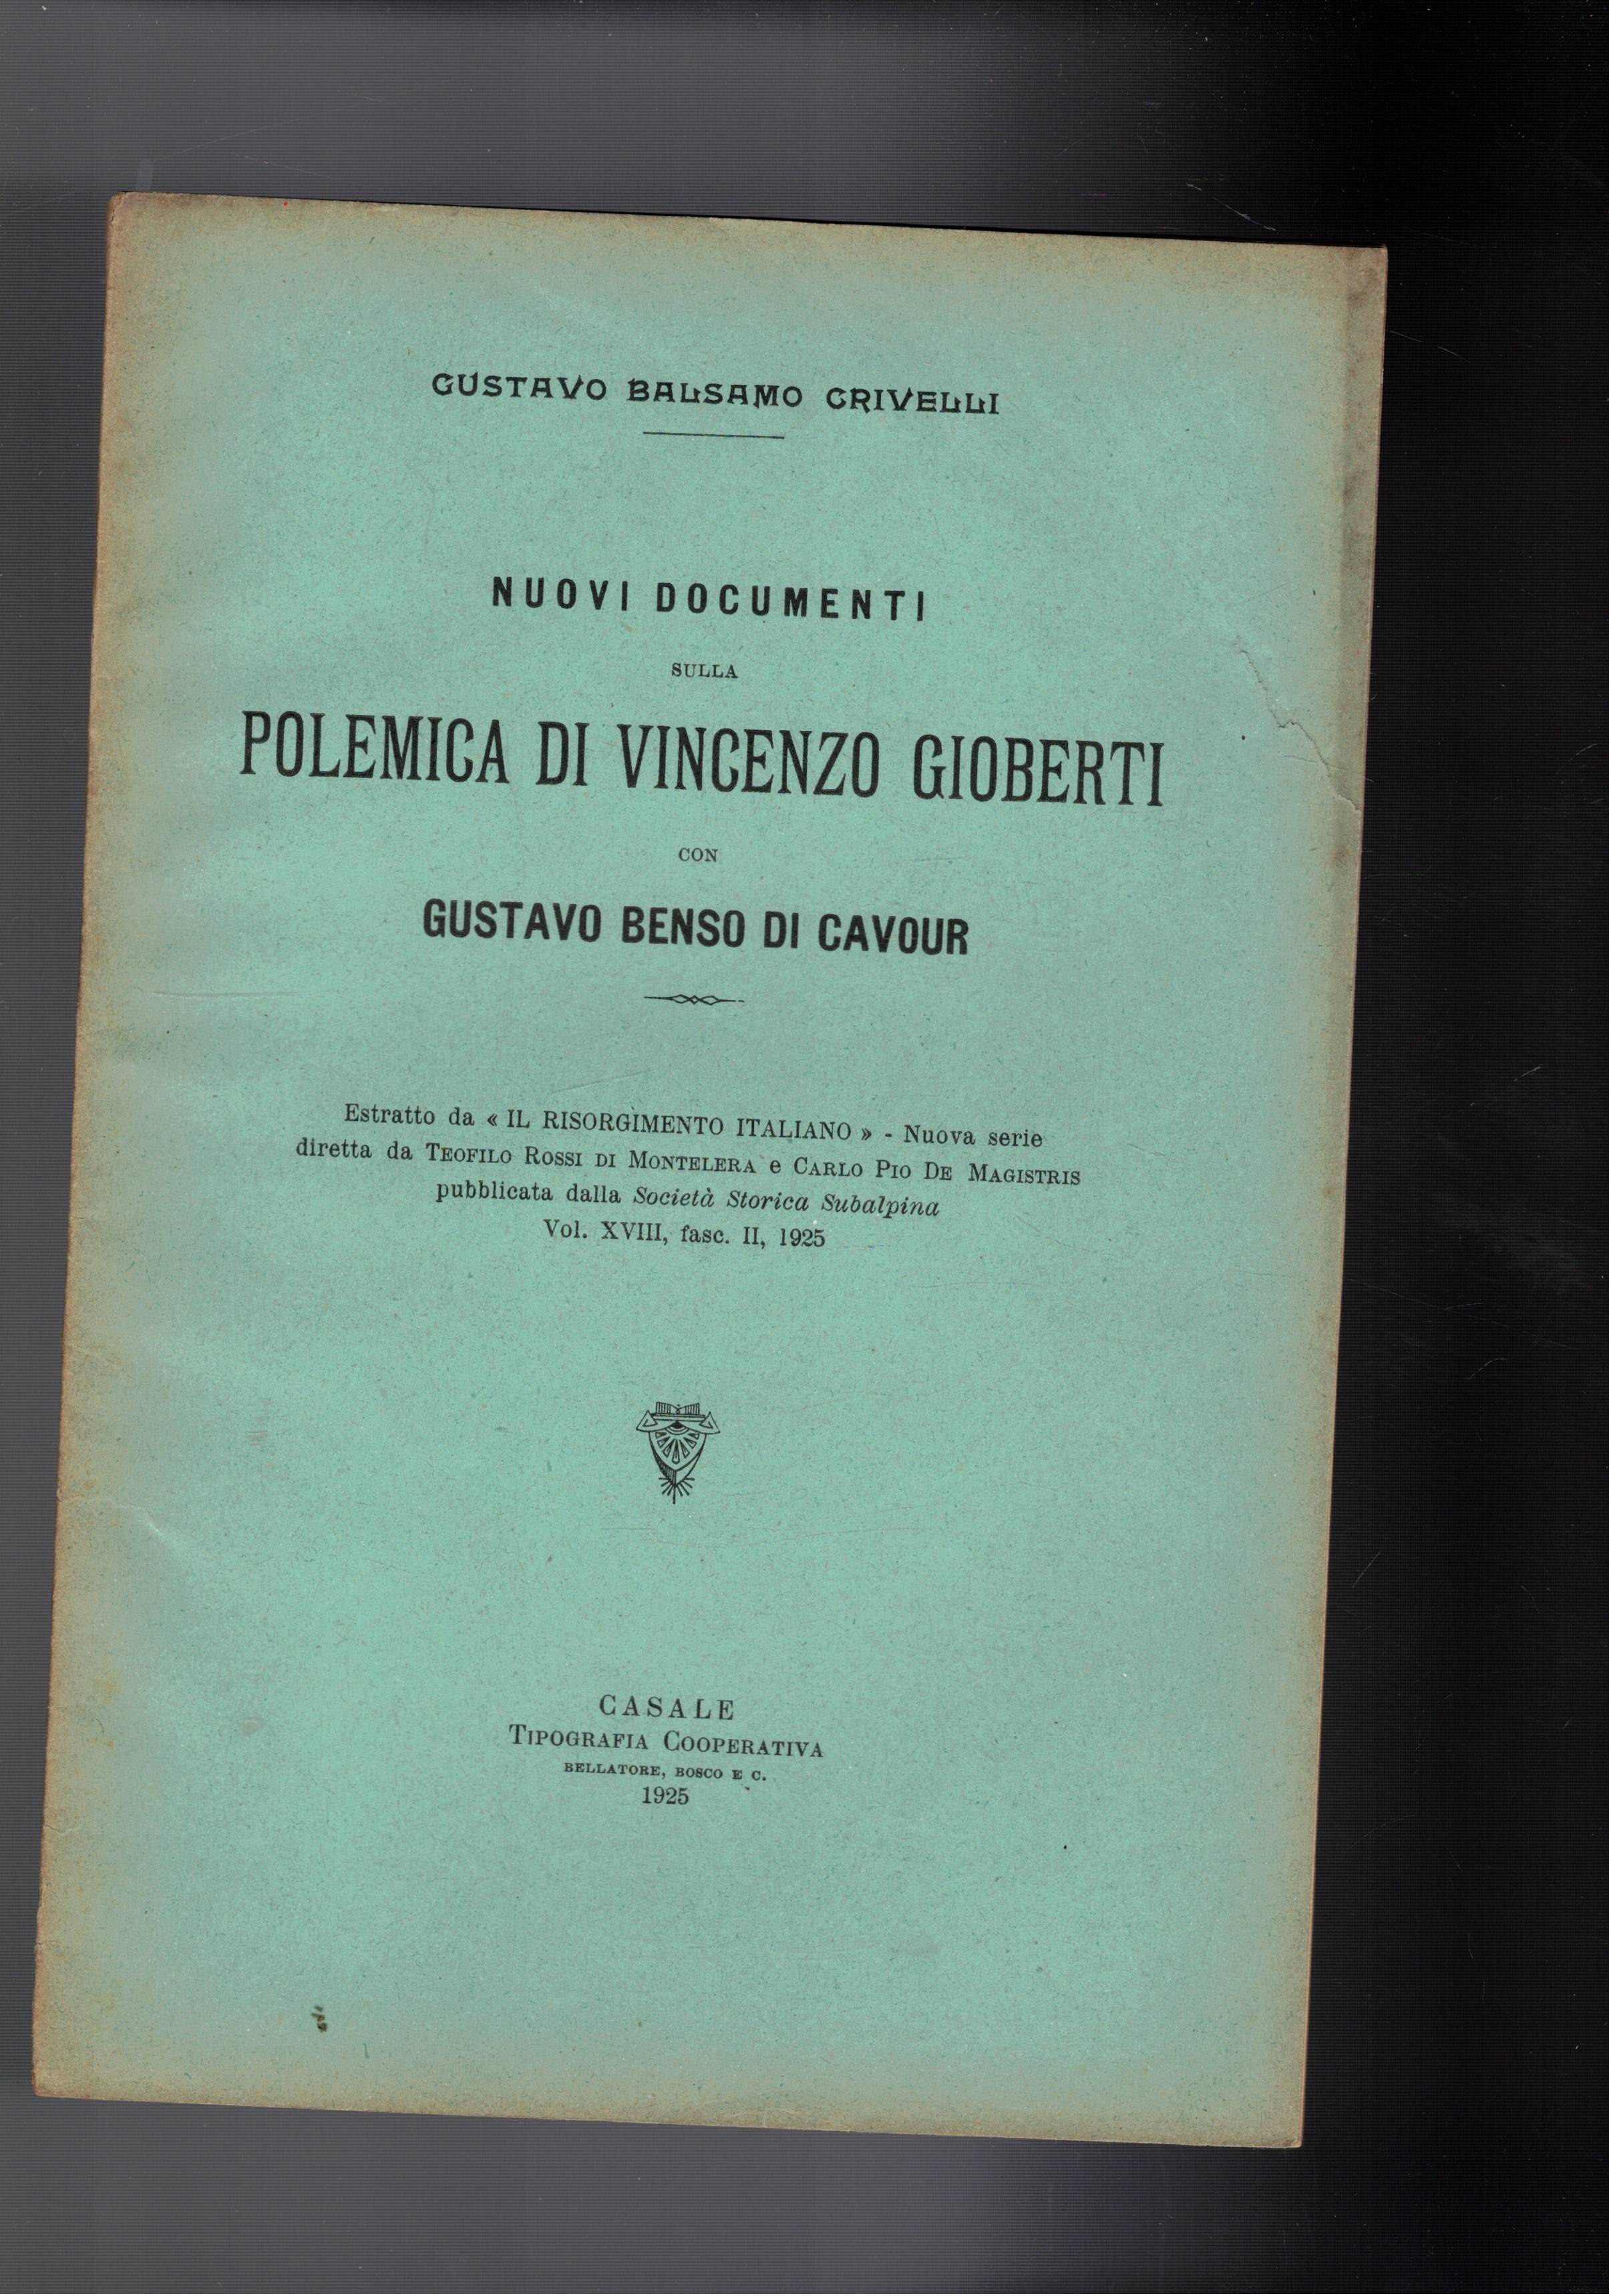 GUSTAVO BALSAMO CRIVELLI
NUOVI DOCUMENTI
SULLA
POLEMICA DI VINCENZO GIOBERTI
CON
GUSTAVO BENSO DI CAVOUR
Estratto da « IL RISORGIMENTO ITALIANO » - Nuova serie
diretta da TEOFILO ROSSI DI MONTELERA e CARLO PIO DE MAGISTRIS
pubblicata dalla Società Storica Subalpina
Vol. XVIII, fasc. II, 1925
CASALE
TIPOGRAFIA COOPERATIVA
BELLATORE, BOSCO E C.
1925